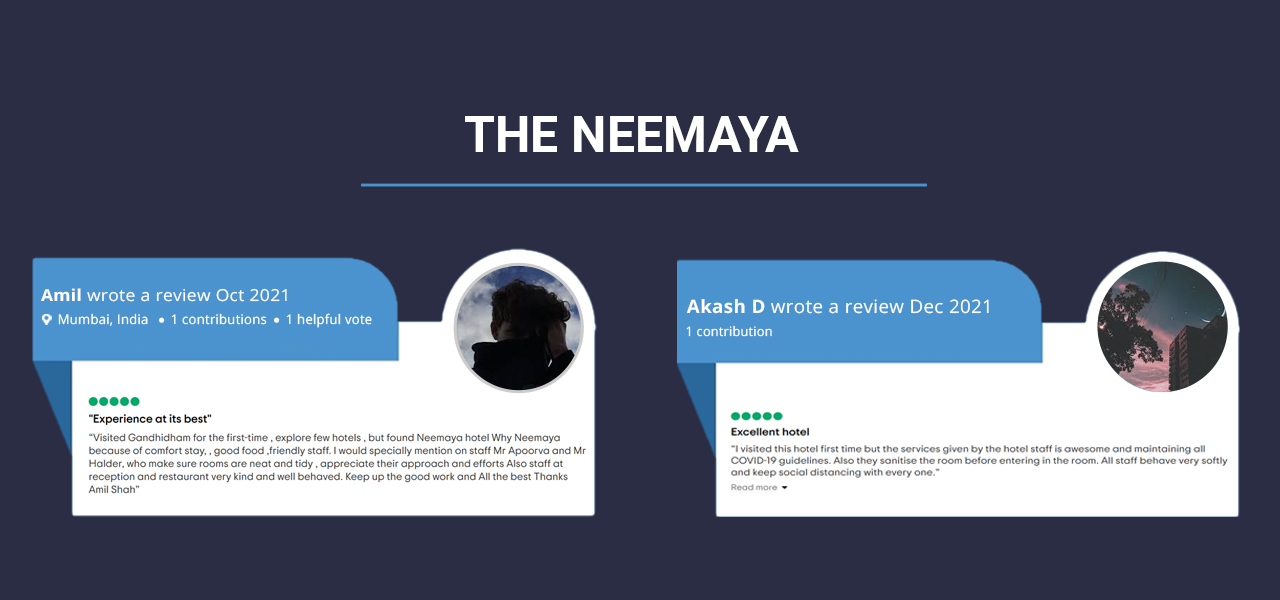 THE NEEMAYA
Amil wrote a review Oct 2021
Mumbai, India • 1 contributions • 1 helpful vote
"Experience at its best"
"Visited Gandhidham for the first-time , explore few hotels , but found Neemaya hotel Why Neemaya
because of comfort stay, , good food ,friendly staff. I would specially mention on staff Mr Apoorva and Mr
Halder, who make sure rooms are neat and tidy , appreciate their approach and efforts Also staff at
reception and restaurant very kind and well behaved. Keep up the good work and All the best Thanks
Amil Shah"
Akash D wrote a review Dec 2021
1 contribution
Excellent hotel
"I visited this hotel first time but the services given by the hotel staff is awesome and maintaining all
COVID-19 guidelines. Also they sanitise the room before entering in the room. All staff behave very softly
and keep social distancing with every one."
Read more